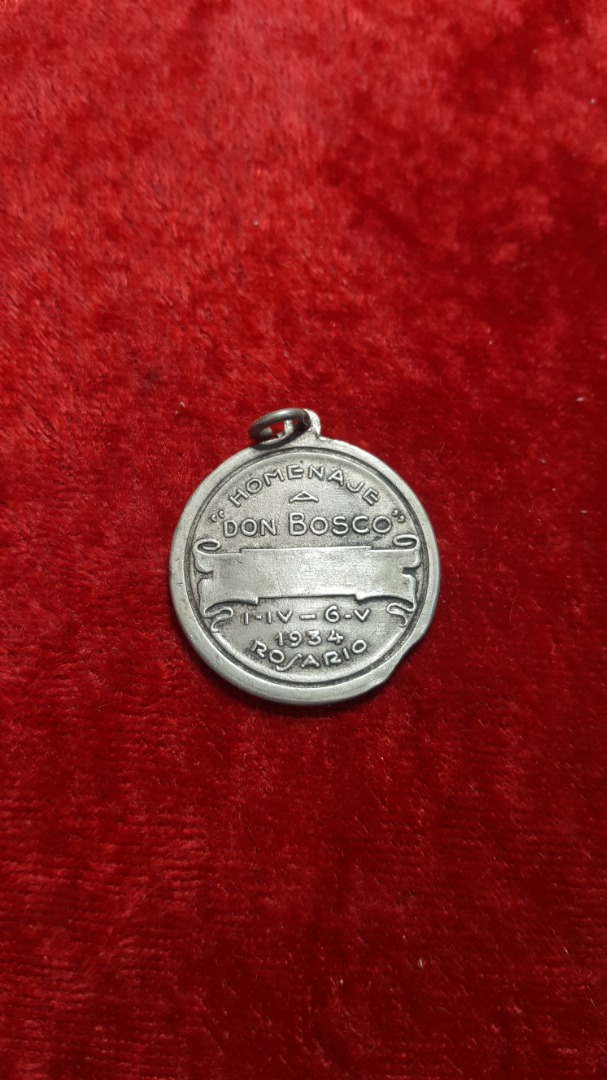 "HOMENAJE
A
DON BOSCO"
1·IV–6·V
1934
ROSARIO